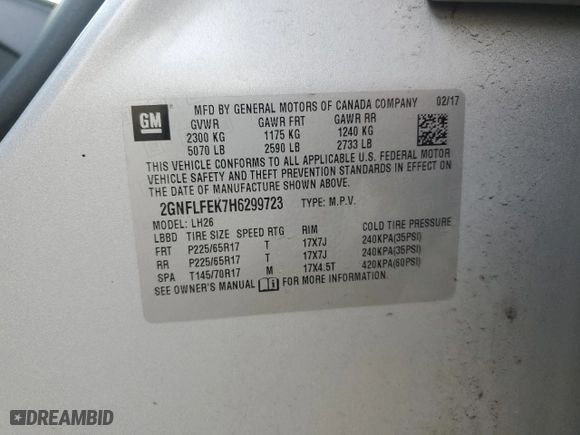 GM
MFD BY GENERAL MOTORS OF CANADA COMPANY 02/17
GVWR GAWR FRT GAWR RR
2300 KG 1175 KG 1240 KG
5070 LB 2590 LB 2733 LB
THIS VEHICLE CONFORMS TO ALL APPLICABLE U.S. FEDERAL MOTOR
VEHICLE SAFETY AND THEFT PREVENTION STANDARDS IN EFFECT ON
THE DATE OF MANUFACTURE SHOWN ABOVE.
2GNFLFEK7H6299723 TYPE: M.P.V.
MODEL: LH26
LBBD TIRE SIZE SPEED RTG RIM COLD TIRE PRESSURE
FRT P225/65R17 T 17X7J 240KPA(35PSI)
RR P225/65R17 T 17X7J 240KPA(35PSI)
SPA T145/70R17 M 17X4.5T 420KPA(60PSI)
SEE OWNER'S MANUAL FOR MORE INFORMATION.
DREAMBID